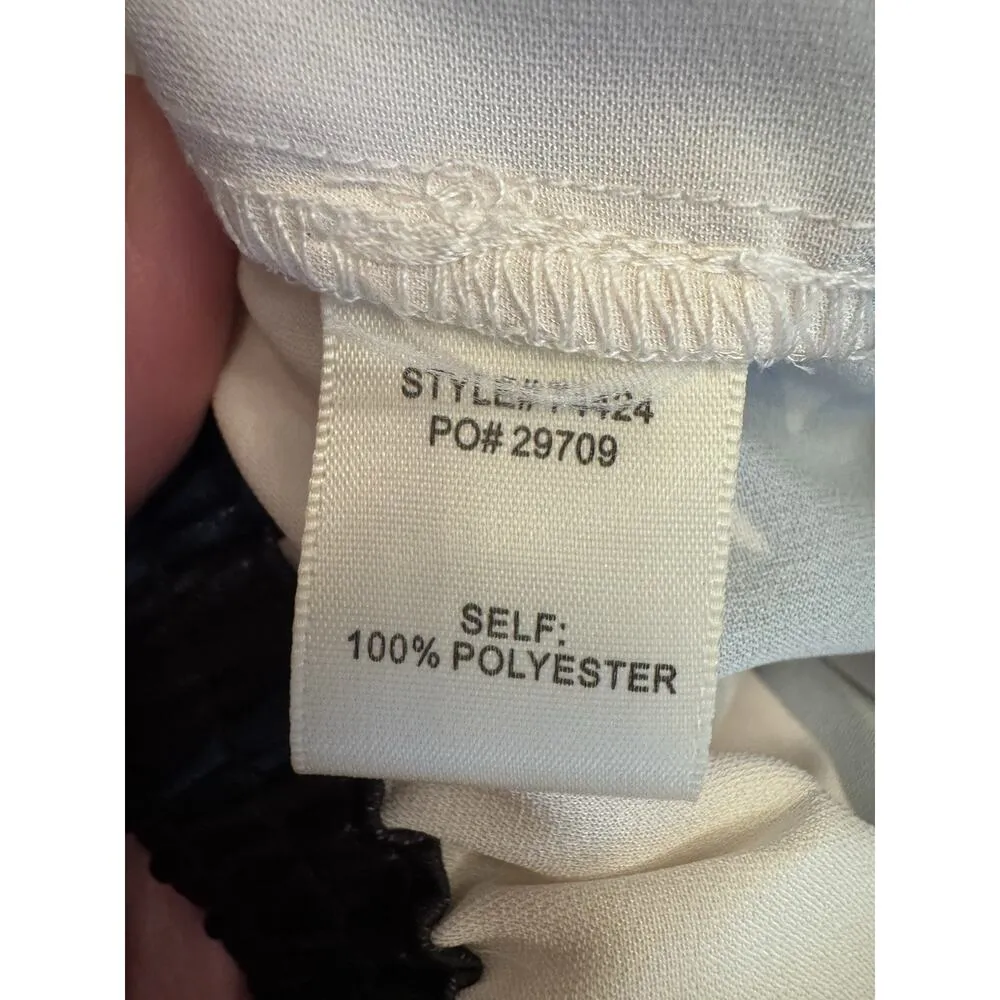 STYLE#
PO# 29709
SELF:
100% POLYESTER